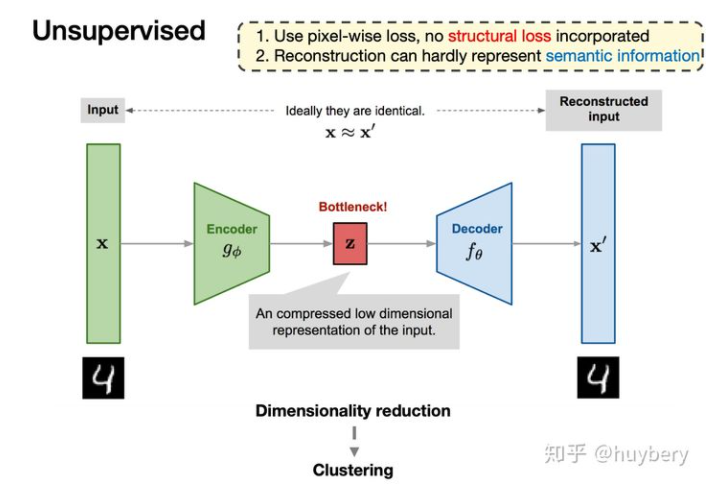 Unsupervised
1. Use pixel-wise loss, no structural loss incorporated
2. Reconstruction can hardly represent semantic information
Input
Ideally they are identical.
x ≈ x′
Reconstructed
input
Bottleneck!
x
Encoder
gϕ
z
Decoder
fθ
x′
An compressed low dimensional
representation of the input.
4
4
Dimensionality reduction
Clustering
知乎 @huybery